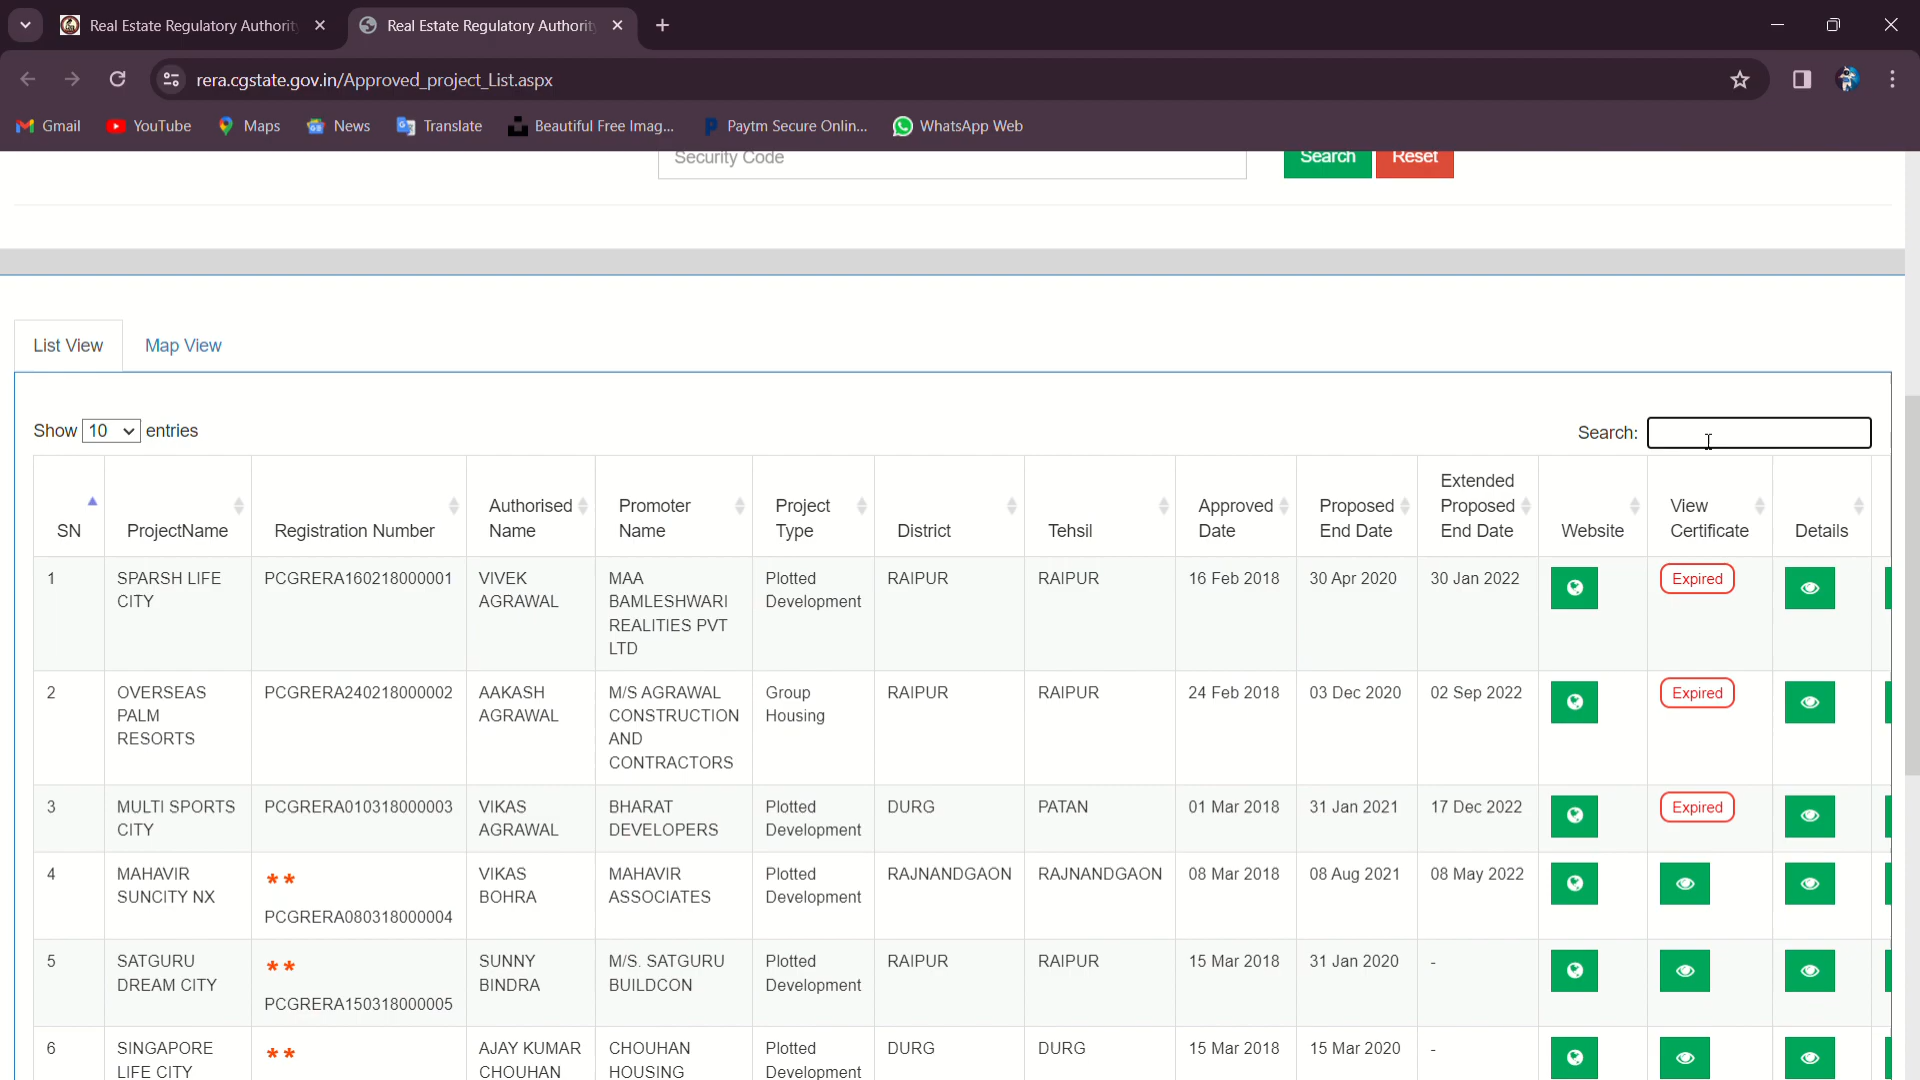 Real Estate Regulatory Authorit
Real Estate Regulatory Authorit
rera.cgstate.gov.in/Approved_project_List.aspx
Gmail YouTube Maps News Translate Beautiful Free Imag... Paytm Secure Onlin... WhatsApp Web
Security Code Search Reset
List View Map View
Show 10 entries Search:
SN ProjectName Registration Number Authorised Name Promoter Name Project Type District Tehsil Approved Date Proposed End Date Extended Proposed End Date Website View Certificate Details
1 SPARSH LIFE CITY PCGRERA160218000001 VIVEK AGRAWAL MAA BAMLESHWARI REALITIES PVT LTD Plotted Development RAIPUR RAIPUR 16 Feb 2018 30 Apr 2020 30 Jan 2022 Expired
2 OVERSEAS PALM RESORTS PCGRERA240218000002 AAKASH AGRAWAL M/S AGRAWAL CONSTRUCTION AND CONTRACTORS Group Housing RAIPUR RAIPUR 24 Feb 2018 03 Dec 2020 02 Sep 2022 Expired
3 MULTI SPORTS CITY PCGRERA010318000003 VIKAS AGRAWAL BHARAT DEVELOPERS Plotted Development DURG PATAN 01 Mar 2018 31 Jan 2021 17 Dec 2022 Expired
4 MAHAVIR SUNCITY NX ** PCGRERA080318000004 VIKAS BOHRA MAHAVIR ASSOCIATES Plotted Development RAJNANDGAON RAJNANDGAON 08 Mar 2018 08 Aug 2021 08 May 2022
5 SATGURU DREAM CITY ** PCGRERA150318000005 SUNNY BINDRA M/S. SATGURU BUILDCON Plotted Development RAIPUR RAIPUR 15 Mar 2018 31 Jan 2020 -
6 SINGAPORE LIFE CITY ** AJAY KUMAR CHOUHAN CHOUHAN HOUSING Plotted Development DURG DURG 15 Mar 2018 15 Mar 2020 -